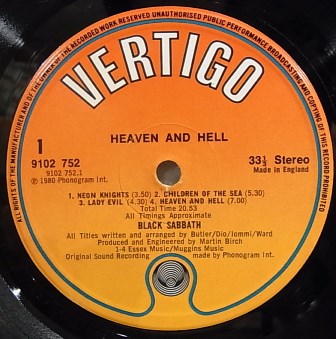 ALL RIGHTS OF THE MANUFACTURER AND OF THE OWNER OF THE RECORDED WORK RESERVED UNAUTHORISED PUBLIC PERFORMANCE BROADCASTING AND COPYING OF THIS RECORD PROHIBITED
VERTIGO
HEAVEN AND HELL
1
9102 752
9102 752.1
℗ 1980 Phonogram Int.
33⅓ Stereo
Made in England
1. NEON KNIGHTS (3.50) 2. CHILDREN OF THE SEA (5.30)
3. LADY EVIL (4.30) 4. HEAVEN AND HELL (7.00)
Total Time 20.53
All Timings Approximate
BLACK SABBATH
All Titles written and arranged by Butler/Dio/Iommi/Ward
Produced and Engineered by Martin Birch
1-4 Essex Music/Muggins Music
Original Sound Recording made by Phonogram Int.